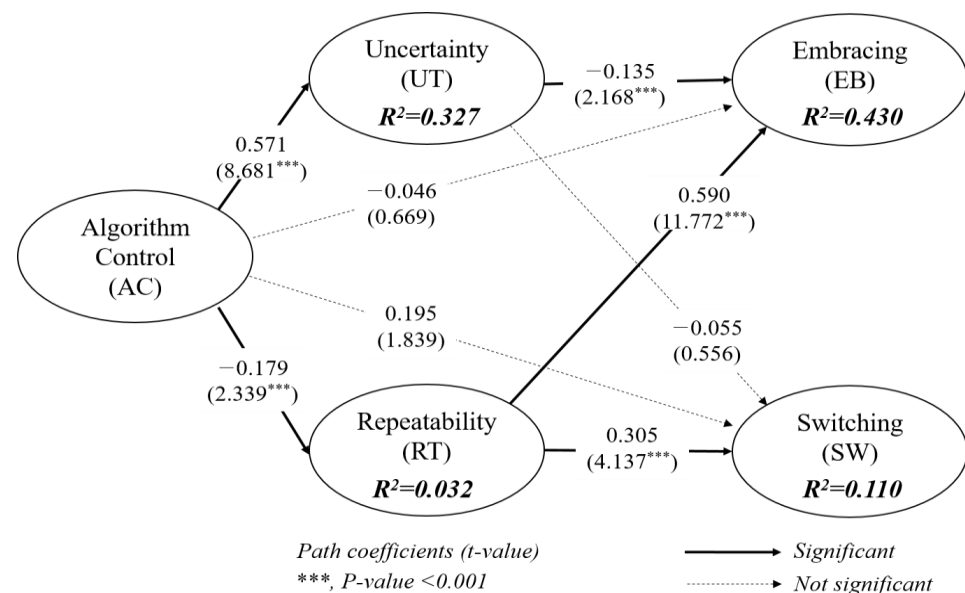 Uncertainty
(UT)
R²=0.327
−0.135
(2.168***)
Embracing
(EB)
R²=0.430
0.571
(8.681***)
−0.046
(0.669)
0.590
(11.772***)
Algorithm
Control
(AC)
0.195
(1.839)
−0.055
(0.556)
−0.179
(2.339***)
Repeatability
(RT)
R²=0.032
0.305
(4.137***)
Switching
(SW)
R²=0.110
Path coefficients (t-value)
***, P-value <0.001
Significant
Not significant